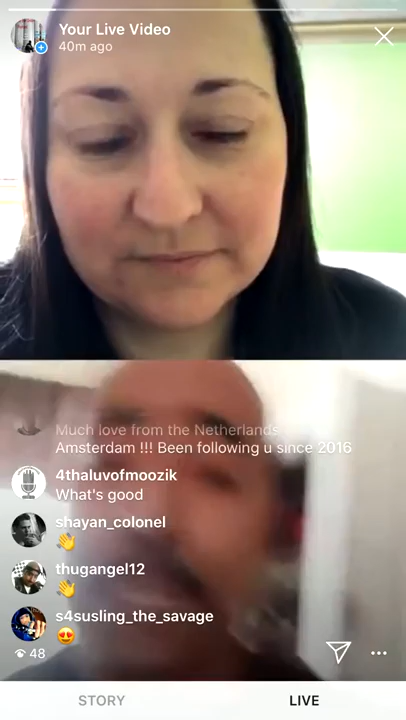 Your Live Video
40m ago
Much love from the Netherlands
Amsterdam !!! Been following u since 2016
4thaluvofmoozik
What's good
shayan_colonel
👋
thugangel12
👋
s4susling_the_savage
😍
48
STORY
LIVE